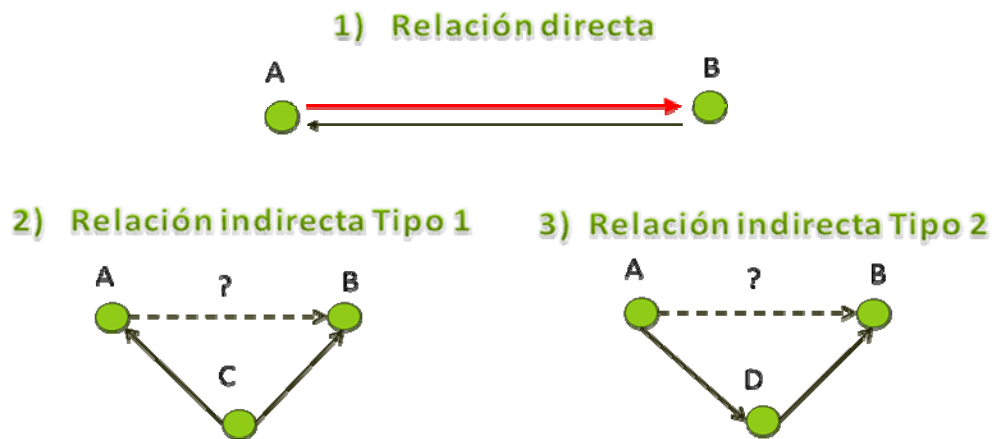 1) Relación directa
A B
2) Relación indirecta Tipo 1
A ? B
C
3) Relación indirecta Tipo 2
A ? B
D